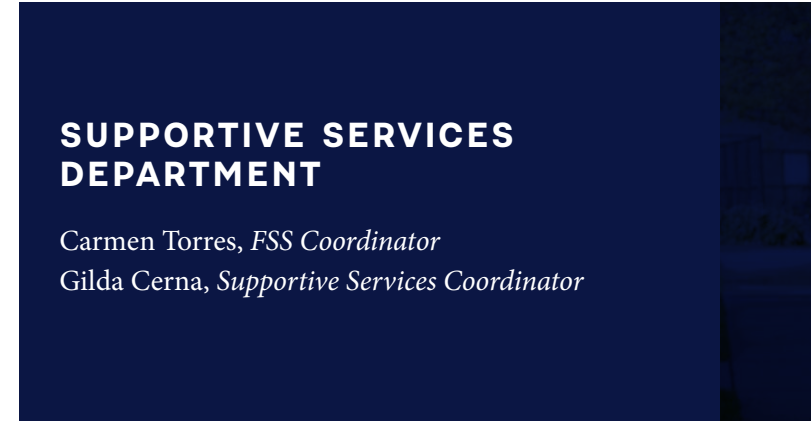 SUPPORTIVE SERVICES
DEPARTMENT
Carmen Torres, FSS Coordinator
Gilda Cerna, Supportive Services Coordinator